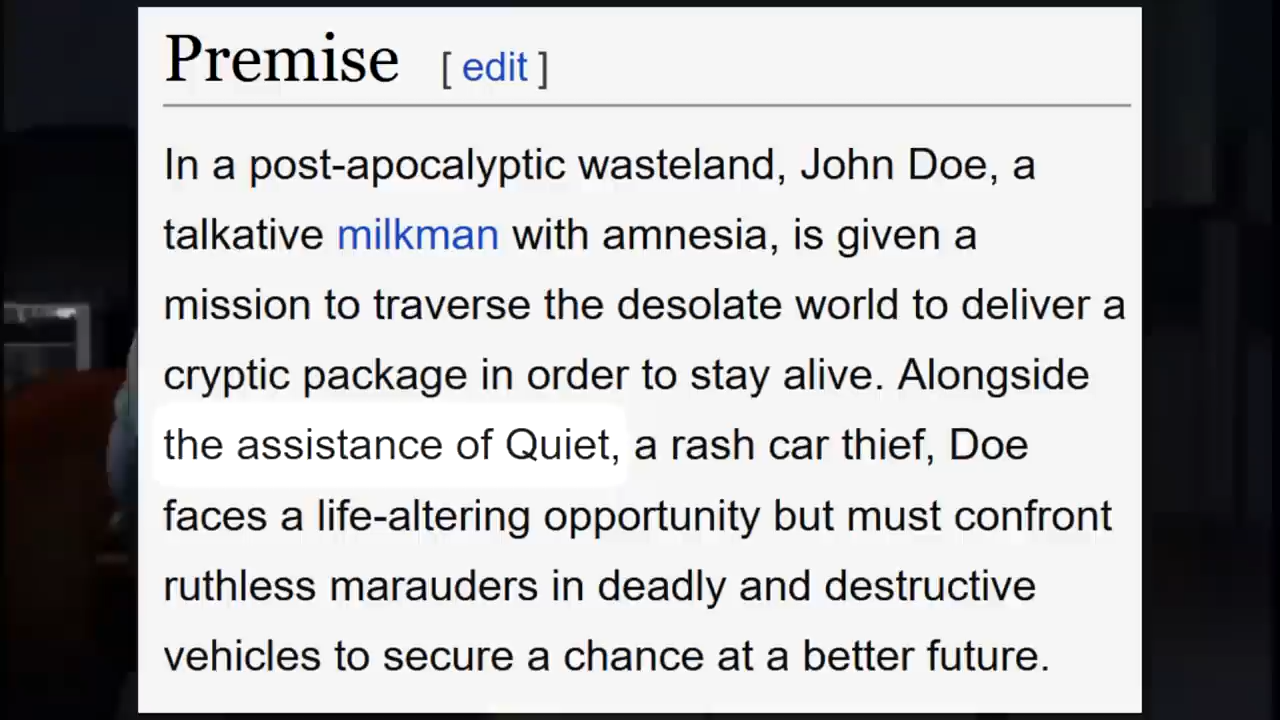 Premise [ edit ]
In a post-apocalyptic wasteland, John Doe, a
talkative milkman with amnesia, is given a
mission to traverse the desolate world to deliver a
cryptic package in order to stay alive. Alongside
the assistance of Quiet, a rash car thief, Doe
faces a life-altering opportunity but must confront
ruthless marauders in deadly and destructive
vehicles to secure a chance at a better future.